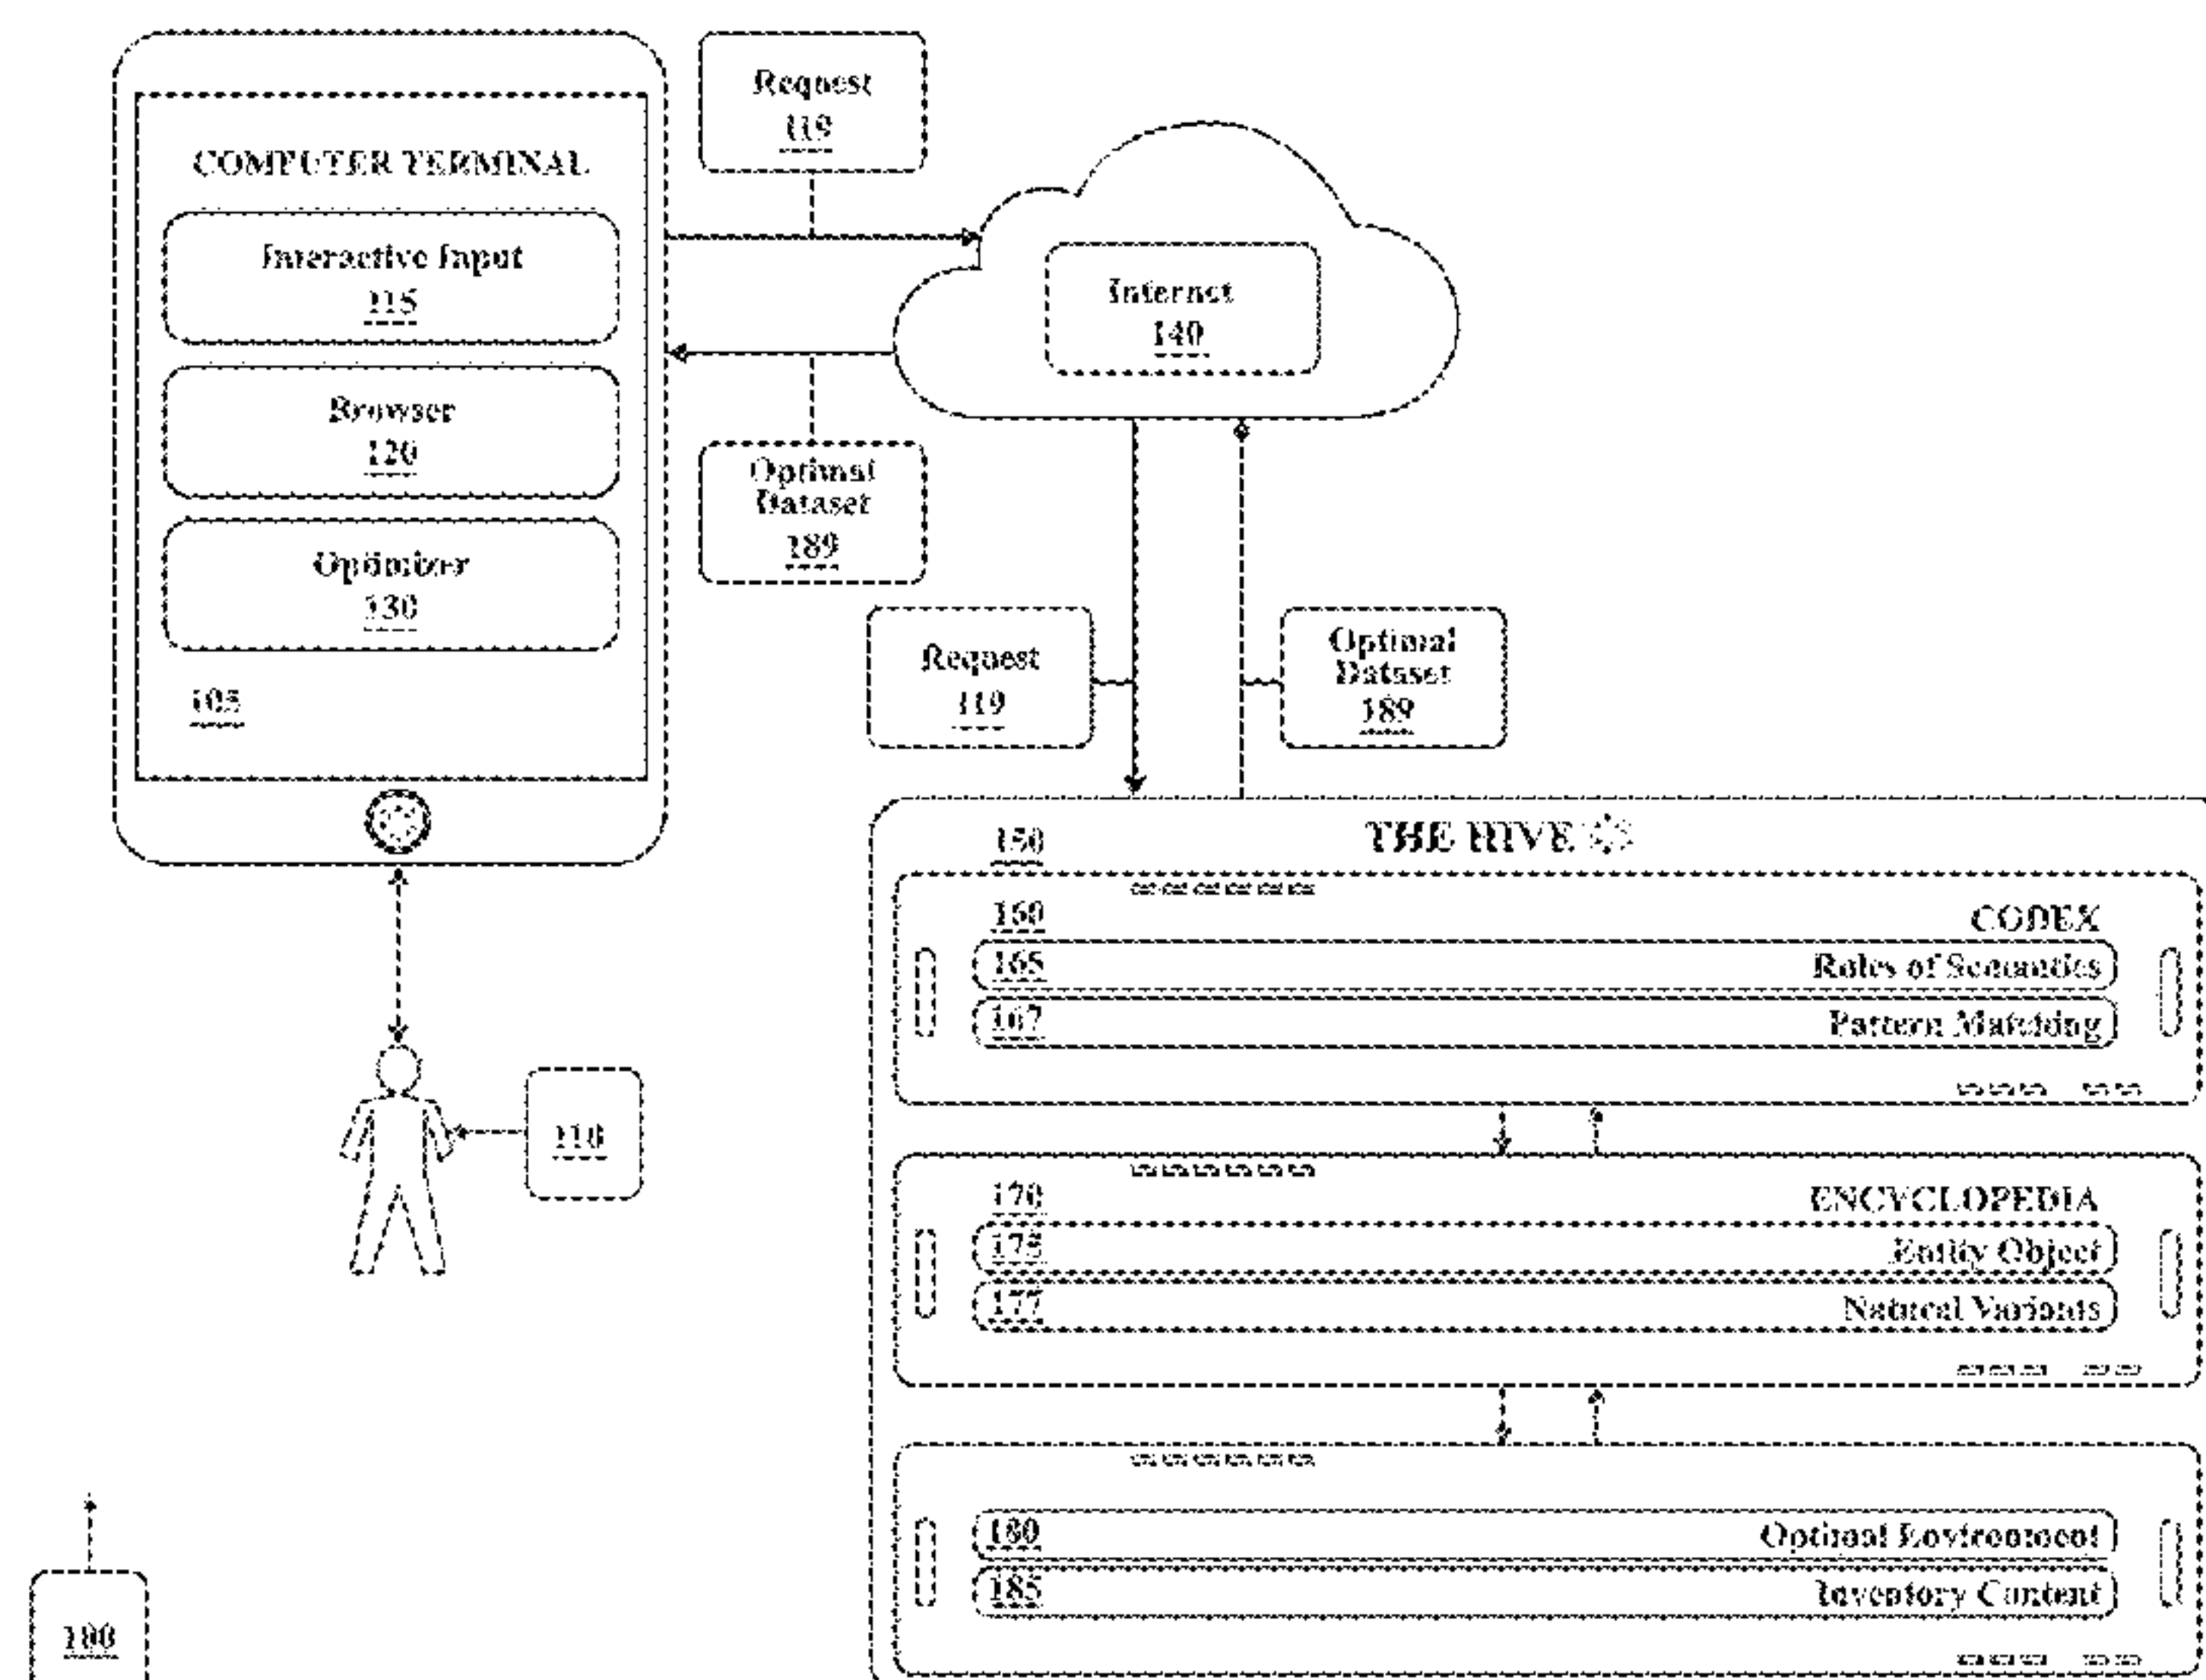 Request
119
COMPUTER TERMINAL
Interactive Input
115
Browser
120
Optimizer
130
105
Internet
140
Optimal
Dataset
189
Request
119
Optimal
Dataset
189
150 THE HIVE
160 CODEX
165 Rules of Semantics
167 Pattern Matching
110
170 ENCYCLOPEDIA
175 Entity Object
177 Natural Variants
180 Optimal Environment
185 Inventory Content
100